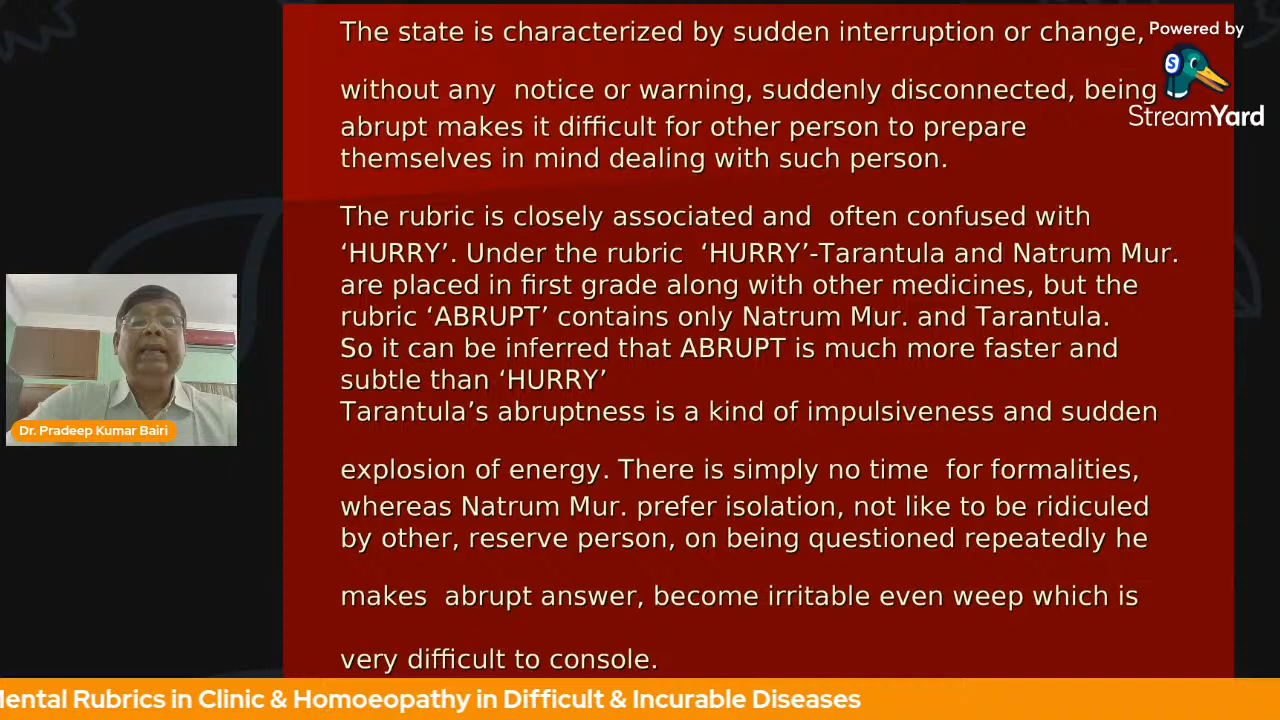 The state is characterized by sudden interruption or change,
without any notice or warning, suddenly disconnected, being
abrupt makes it difficult for other person to prepare
themselves in mind dealing with such person.
The rubric is closely associated and often confused with
‘HURRY’. Under the rubric ‘HURRY’-Tarantula and Natrum Mur.
are placed in first grade along with other medicines, but the
rubric ‘ABRUPT’ contains only Natrum Mur. and Tarantula.
So it can be inferred that ABRUPT is much more faster and
subtle than ‘HURRY’
Tarantula’s abruptness is a kind of impulsiveness and sudden
explosion of energy. There is simply no time for formalities,
whereas Natrum Mur. prefer isolation, not like to be ridiculed
by other, reserve person, on being questioned repeatedly he
makes abrupt answer, become irritable even weep which is
very difficult to console.
Powered by
S
StreamYard
Dr. Pradeep Kumar Bairi
Mental Rubrics in Clinic & Homoeopathy in Difficult & Incurable Diseases